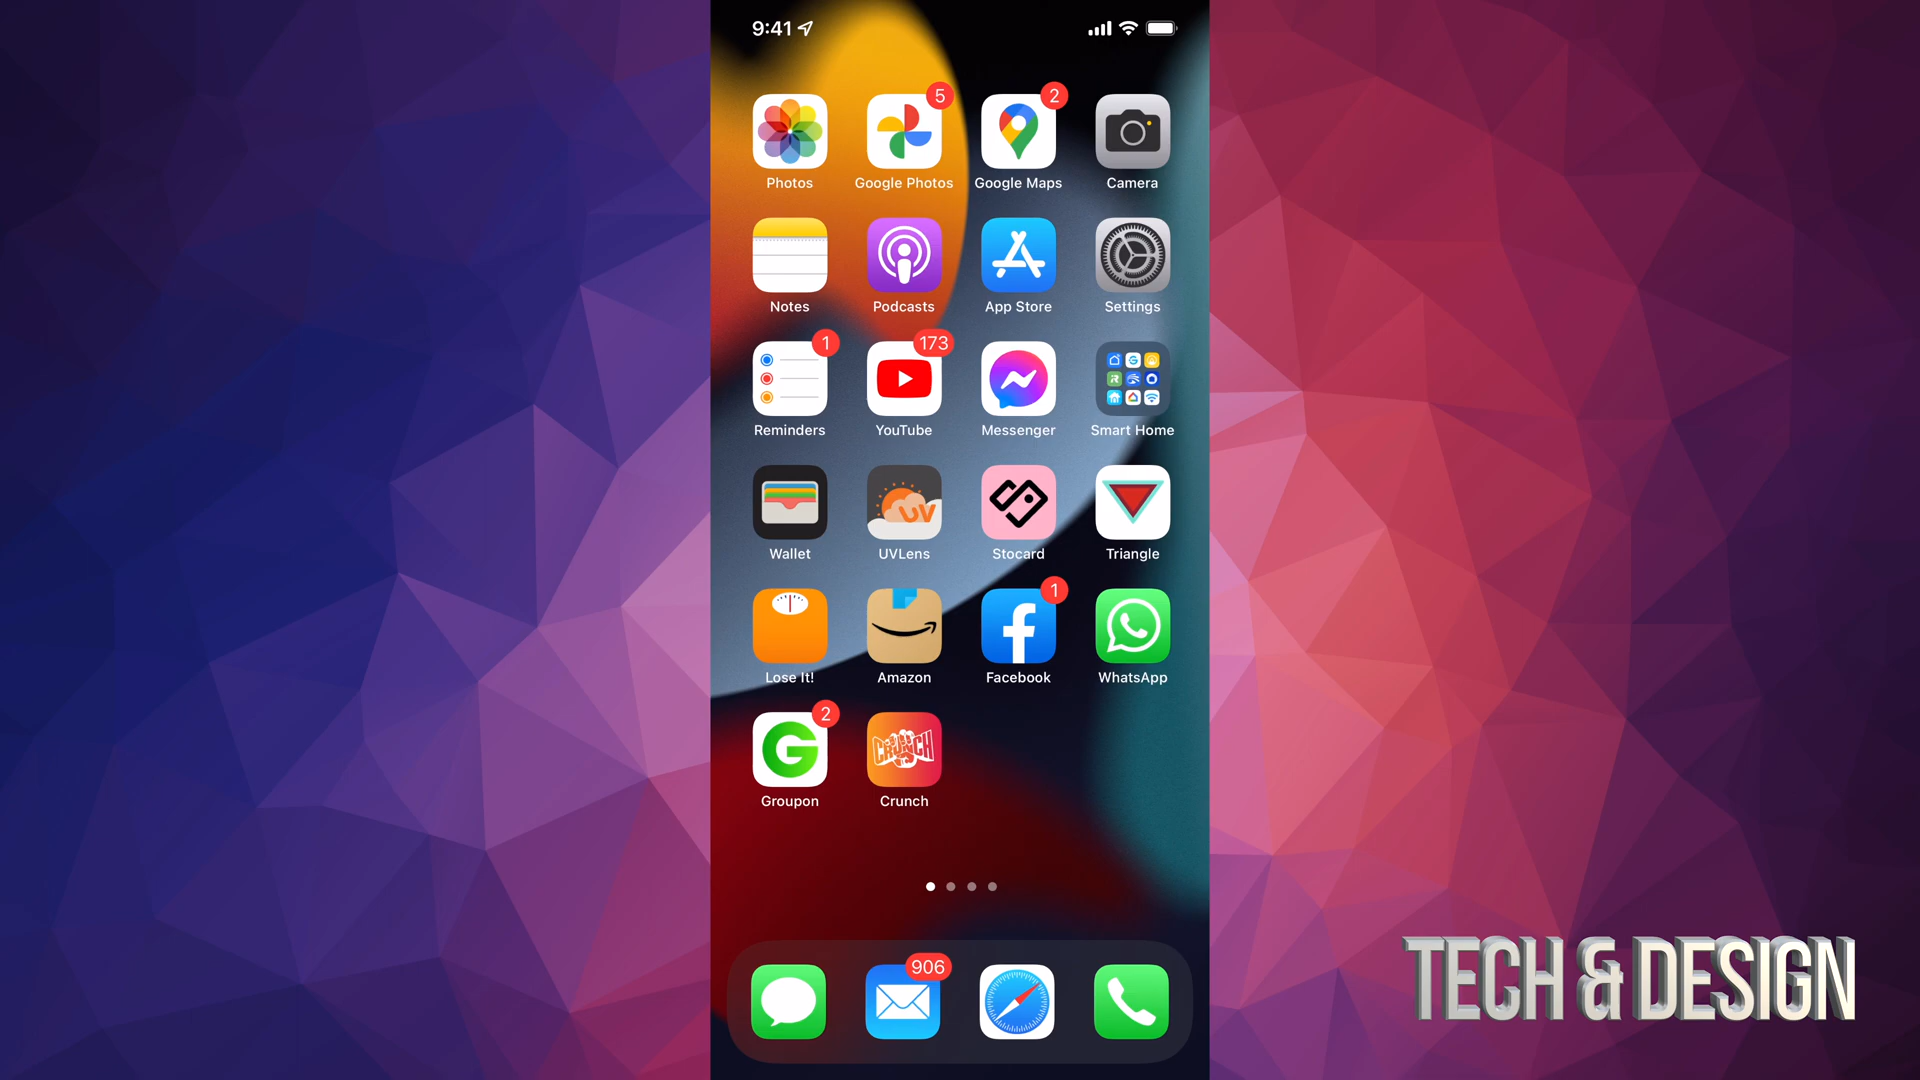 9:41
5
2
Photos
Google Photos
Google Maps
Camera
Notes
Podcasts
App Store
Settings
1
173
Reminders
YouTube
Messenger
Smart Home
UV
Wallet
UVLens
Stocard
Triangle
1
Lose It!
Amazon
Facebook
WhatsApp
2
CRUNCH
Groupon
Crunch
906
TECH & DESIGN